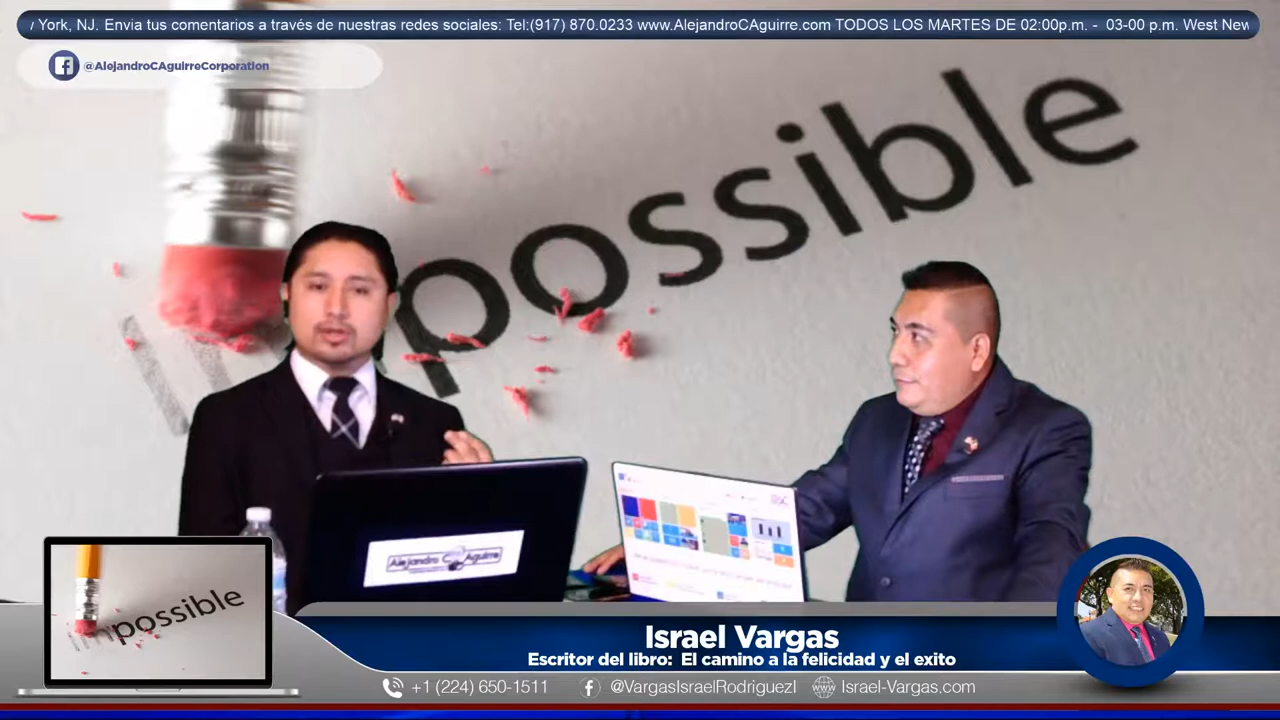 / York, NJ. Envia tus comentarios a través de nuestras redes sociales: Tel:(917) 870.0233 www.AlejandroCAguirre.com TODOS LOS MARTES DE 02:00p.m. - 03-00 p.m. West New
@AlejandroCAguirreCorporation
impossible
Alejandro C Aguirre
impossible
Israel Vargas
Escritor del libro: El camino a la felicidad y el exito
+1 (224) 650-1511
@VargasIsraelRodriguezI
Israel-Vargas.com